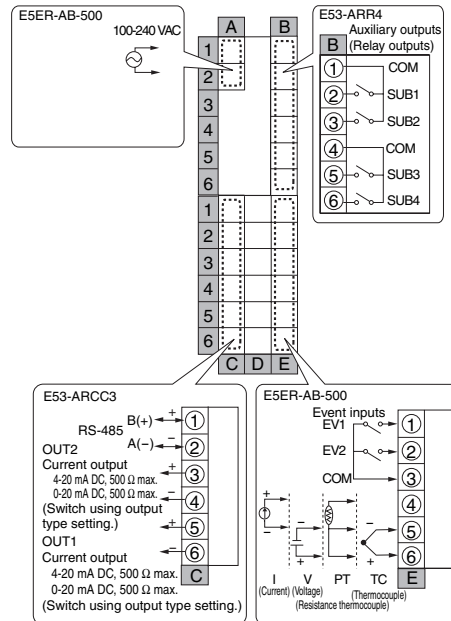 E5ER-AB-500
100-240 VAC
A B
1
2
3
4
5
6
1
2
3
4
5
6
C D E
E53-ARR4
Auxiliary outputs
(Relay outputs)
B
1 COM
2 SUB1
3 SUB2
4 COM
5 SUB3
6 SUB4
E53-ARCC3
RS-485
B(+) + 1
A(−) − 2
OUT2
Current output
4-20 mA DC, 500 Ω max.
0-20 mA DC, 500 Ω max.
(Switch using output
type setting.)
+ 3
− 4
OUT1
Current output
4-20 mA DC, 500 Ω max.
0-20 mA DC, 500 Ω max.
(Switch using output type setting.)
+ 5
− 6
C
E5ER-AB-500
Event inputs
EV1 1
EV2 2
COM 3
4
5
6
E
+
−
−
+
−
+
I V PT TC
(Current) (Voltage) (Thermocouple)
(Resistance thermocouple)